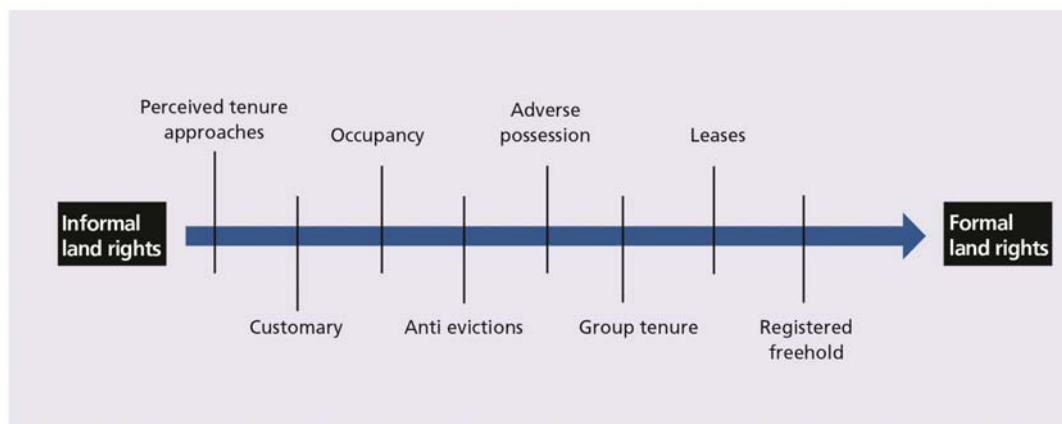 Perceived tenure
approaches
Occupancy
Adverse
possession
Leases
Informal
land rights
Formal
land rights
Customary
Anti evictions
Group tenure
Registered
freehold